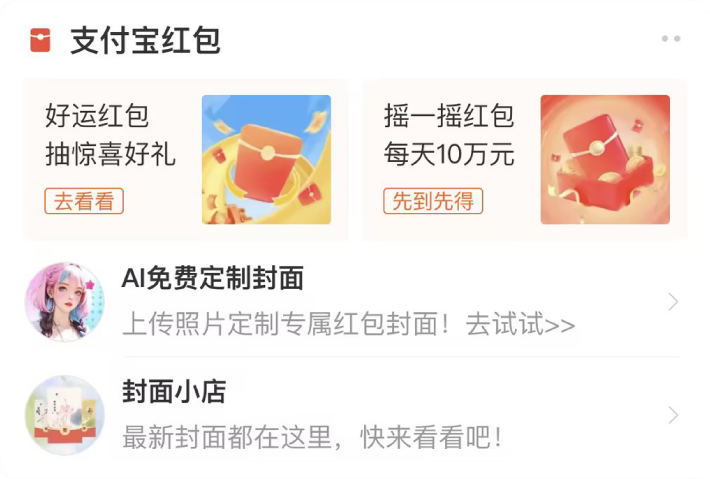 支付宝红包
好运红包
抽惊喜好礼
去看看
摇一摇红包
每天10万元
先到先得
AI免费定制封面
上传照片定制专属红包封面！去试试>>
封面小店
最新封面都在这里，快来看看吧！